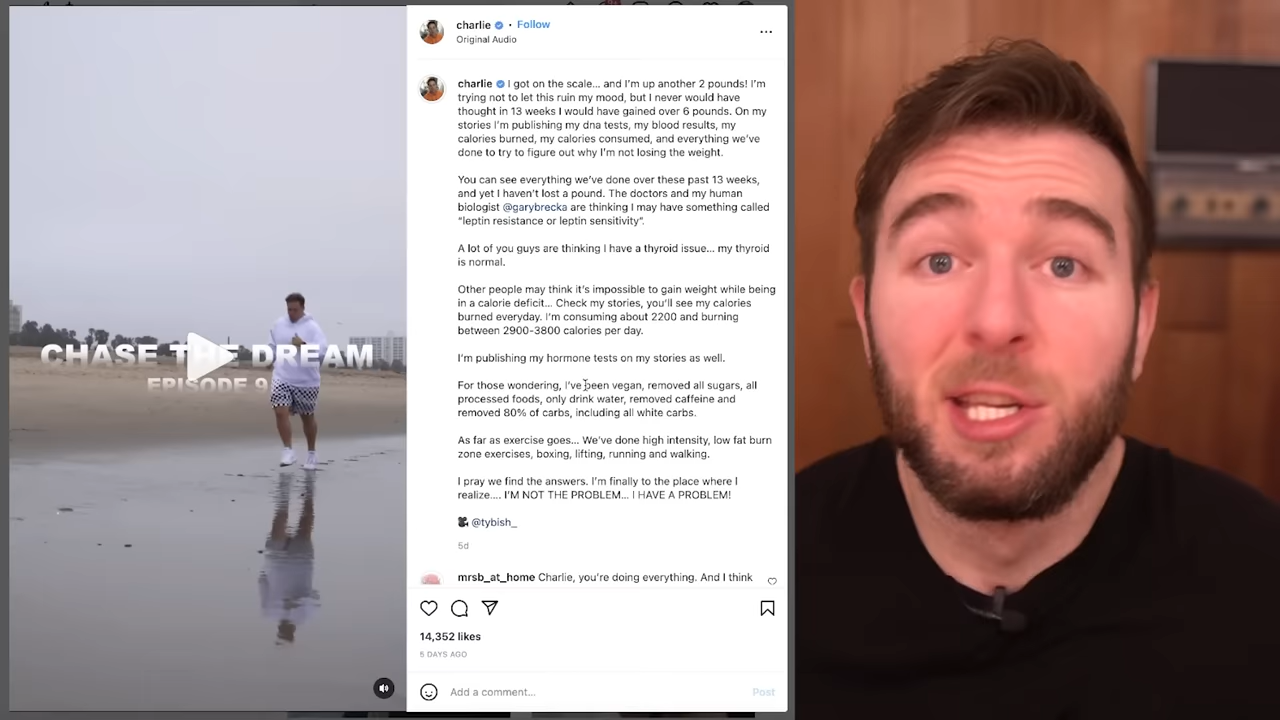 CHASE THE DREAM
EPISODE 9
charlie • Follow
Original Audio
charlie I got on the scale... and I'm up another 2 pounds! I'm
trying not to let this ruin my mood, but I never would have
thought in 13 weeks I would have gained over 6 pounds. On my
stories I'm publishing my dna tests, my blood results, my
calories burned, my calories consumed, and everything we've
done to try to figure out why I'm not losing the weight.
You can see everything we've done over these past 13 weeks,
and yet I haven't lost a pound. The doctors and my human
biologist @garybrecka are thinking I may have something called
"leptin resistance or leptin sensitivity".
A lot of you guys are thinking I have a thyroid issue... my thyroid
is normal.
Other people may think it's impossible to gain weight while being
in a calorie deficit... Check my stories, you'll see my calories
burned everyday. I'm consuming about 2200 and burning
between 2900-3800 calories per day.
I'm publishing my hormone tests on my stories as well.
For those wondering, I've been vegan, removed all sugars, all
processed foods, only drink water, removed caffeine and
removed 80% of carbs, including all white carbs.
As far as exercise goes... We've done high intensity, low fat burn
zone exercises, boxing, lifting, running and walking.
I pray we find the answers. I'm finally to the place where I
realize.... I'M NOT THE PROBLEM... I HAVE A PROBLEM!
@tybish_
5d
mrsb_at_home Charlie, you're doing everything. And I think
14,352 likes
5 DAYS AGO
Add a comment...
Post